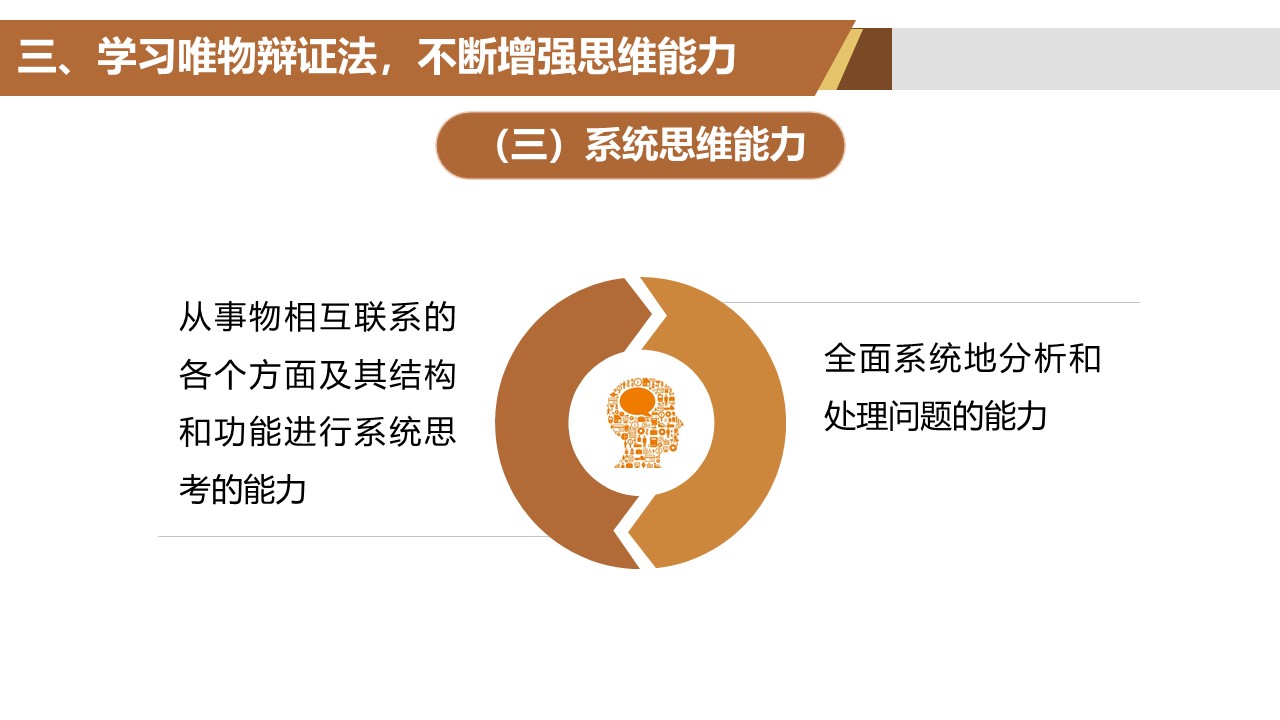 三、学习唯物辩证法，不断增强思维能力
（三）系统思维能力
从事物相互联系的
各个方面及其结构
和功能进行系统思
考的能力
全面系统地分析和
处理问题的能力